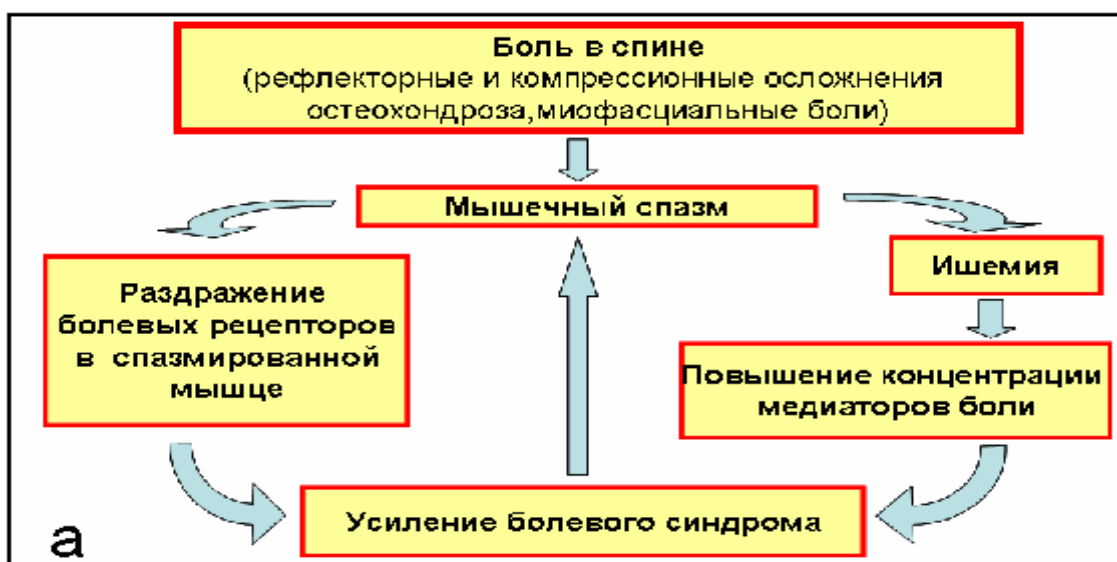 Боль в спине
(рефлекторные и компрессионные осложнения
остеохондроза,миофасциальные боли)
Мышечный спазм
Раздражение
болевых рецепторов
в спазмированной
мышце
Ишемия
Повышение концентрации
медиаторов боли
Усиление болевого синдрома
а